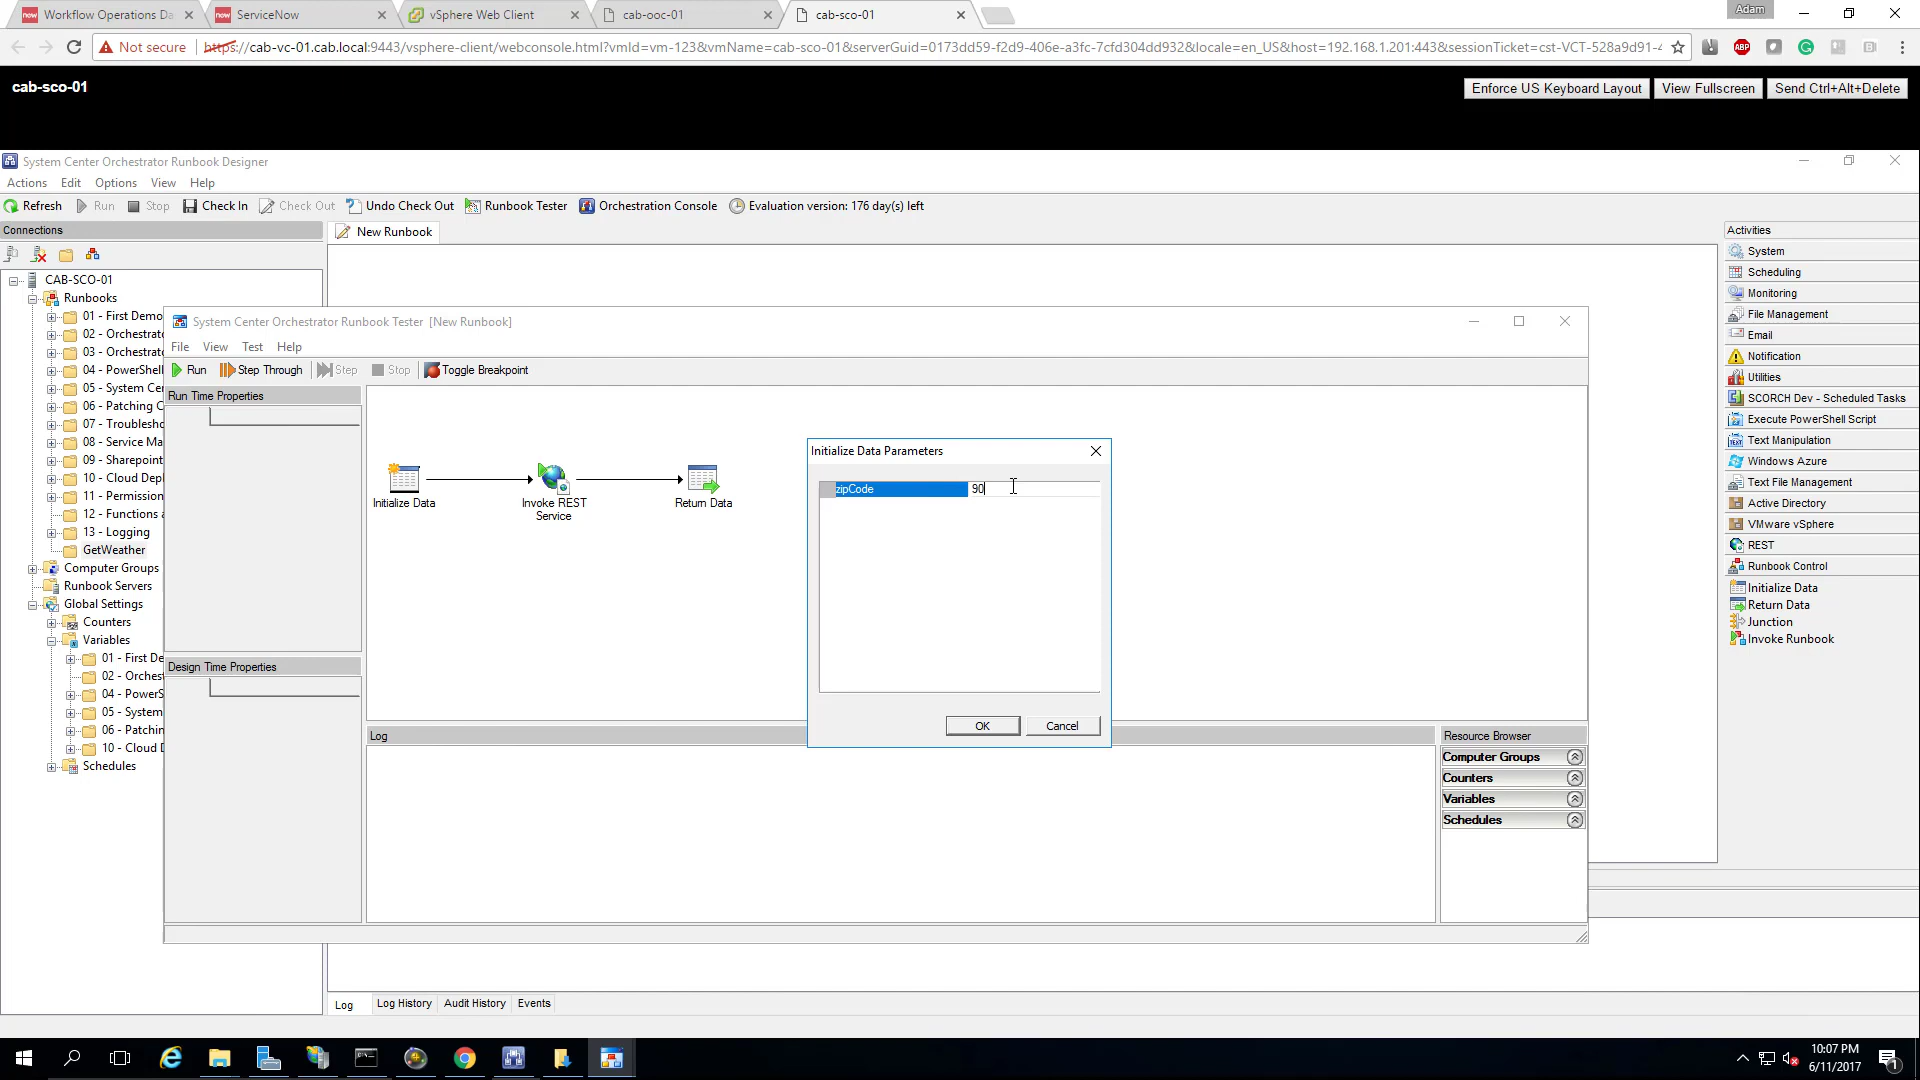 Workflow Operations Da
ServiceNow
vSphere Web Client
cab-ooc-01
cab-sco-01
Adam
Not secure
https://cab-vc-01.cab.local:9443/vsphere-client/webconsole.html?vmId=vm-123&vmName=cab-sco-01&serverGuid=0173dd59-f2d9-406e-a3fc-7cfd304dd932&locale=en_US&host=192.168.1.201:443&sessionTicket=cst-VCT-528a9d91-4
cab-sco-01
Enforce US Keyboard Layout
View Fullscreen
Send Ctrl+Alt+Delete
System Center Orchestrator Runbook Designer
Actions Edit Options View Help
Refresh Run Stop Check In Check Out Undo Check Out Runbook Tester Orchestration Console Evaluation version: 176 day(s) left
Connections
New Runbook
CAB-SCO-01
Runbooks
01 - First Demo
02 - Orchestrato
03 - Orchestrato
04 - PowerShell
05 - System Cen
06 - Patching C
07 - Troublesho
08 - Service Ma
09 - Sharepoint
10 - Cloud Depl
11 - Permission
12 - Functions a
13 - Logging
GetWeather
Computer Groups
Runbook Servers
Global Settings
Counters
Variables
01 - First De
02 - Orches
04 - PowerS
05 - System
06 - Patchin
10 - Cloud D
Schedules
System Center Orchestrator Runbook Tester [New Runbook]
File View Test Help
Run Step Through Step Stop Toggle Breakpoint
Run Time Properties
Design Time Properties
Initialize Data
Invoke REST
Service
Return Data
Initialize Data Parameters
zipCode 90
OK
Cancel
Log
Resource Browser
Computer Groups
Counters
Variables
Schedules
Activities
System
Scheduling
Monitoring
File Management
Email
Notification
Utilities
SCORCH Dev - Scheduled Tasks
Execute PowerShell Script
Text Manipulation
Windows Azure
Text File Management
Active Directory
VMware vSphere
REST
Runbook Control
Initialize Data
Return Data
Junction
Invoke Runbook
Log Log History Audit History Events
10:07 PM
6/11/2017